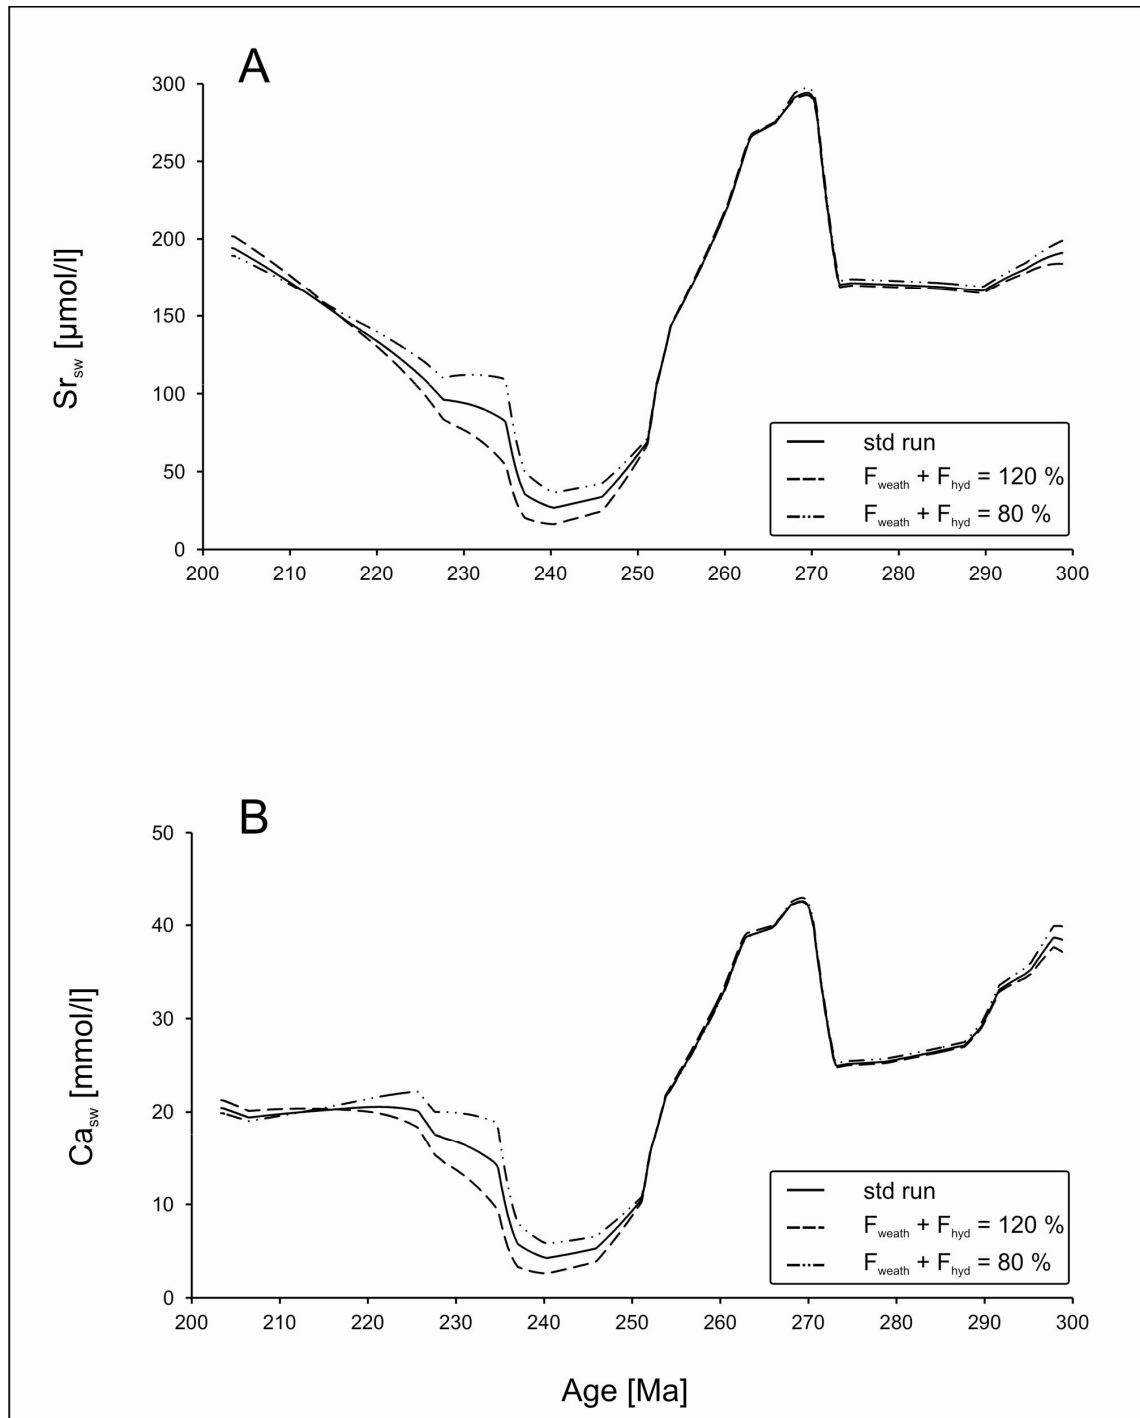 A
300
250
200
150
100
50
0
Sr_sw [µmol/l]
std run
F_weath + F_hyd = 120 %
F_weath + F_hyd = 80 %
200 210 220 230 240 250 260 270 280 290 300
B
50
40
30
20
10
0
Ca_sw [mmol/l]
std run
F_weath + F_hyd = 120 %
F_weath + F_hyd = 80 %
200 210 220 230 240 250 260 270 280 290 300
Age [Ma]